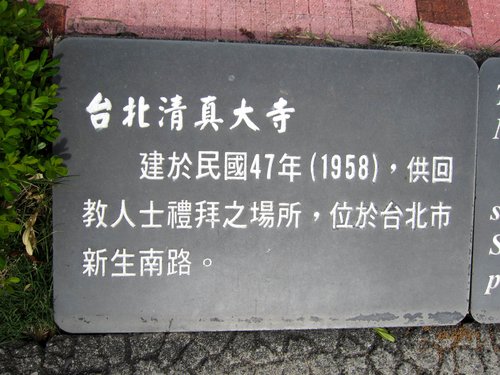 台北清真大寺
建於民國47年(1958)，供回
教人士禮拜之場所，位於台北市
新生南路。